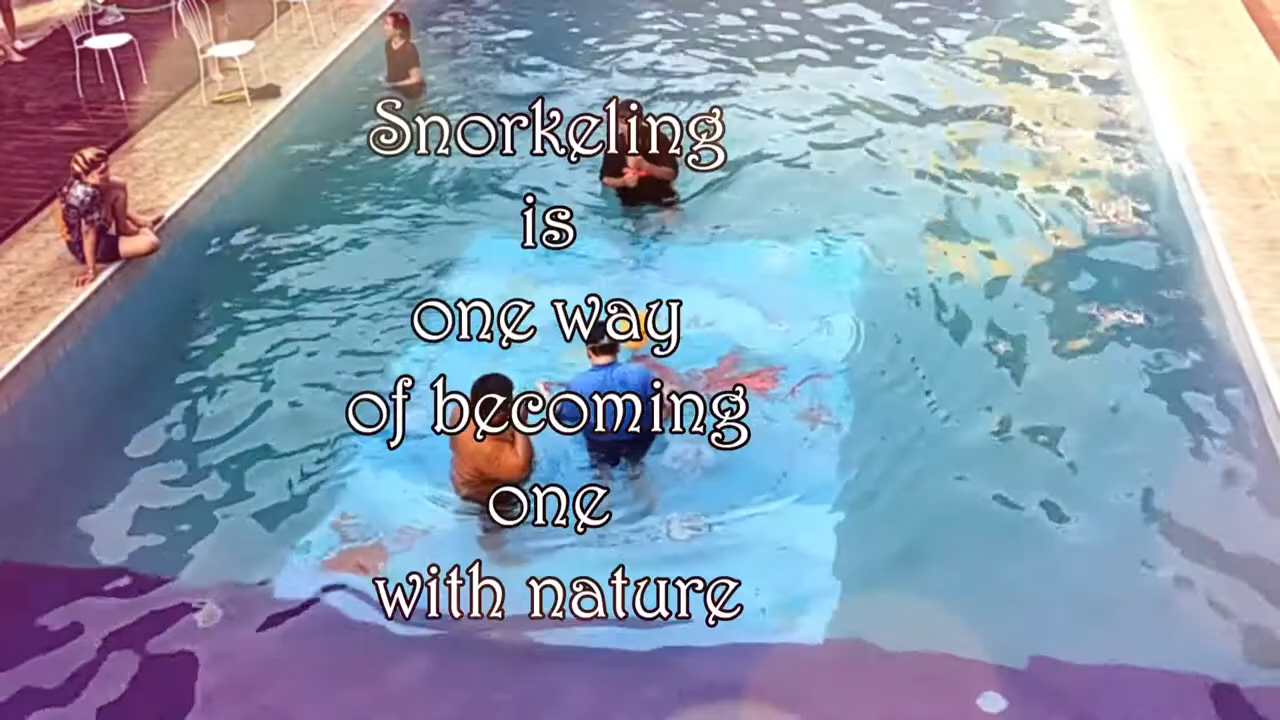 Snorkeling
is
one way
of becoming
one
with nature